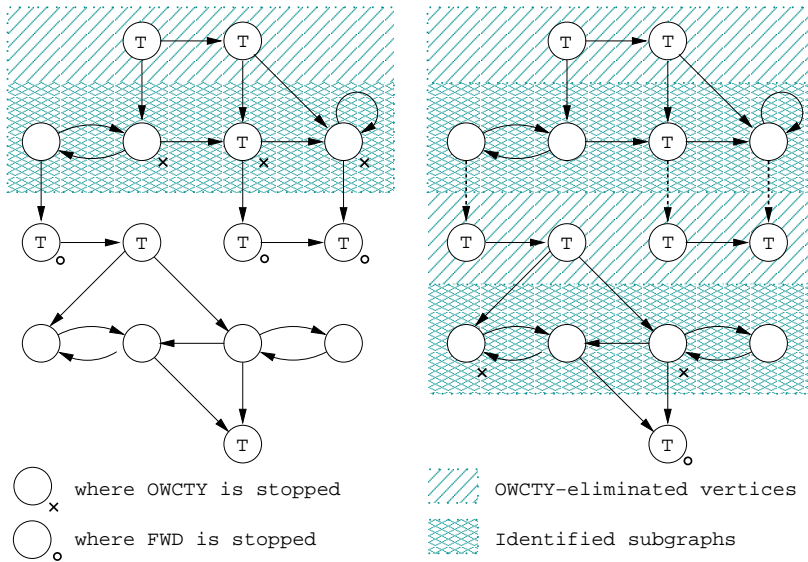 T T
T
T T T T
T
where OWCTY is stopped
where FWD is stopped
T T
T
T T T T
T
OWCTY-eliminated vertices
Identified subgraphs